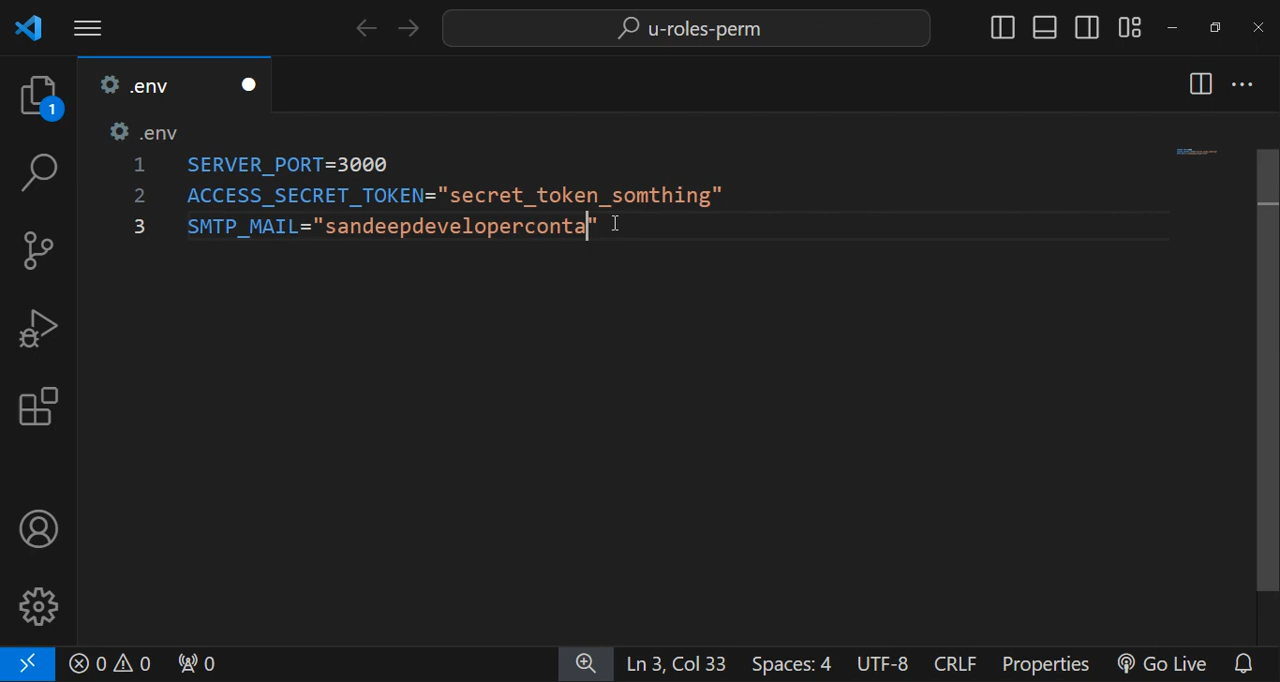 u-roles-perm
1
.env
.env
1 SERVER_PORT=3000
2 ACCESS_SECRET_TOKEN="secret_token_somthing"
3 SMTP_MAIL="sandeepdeveloperconta"
0 0 0 Ln 3, Col 33 Spaces: 4 UTF-8 CRLF Properties Go Live